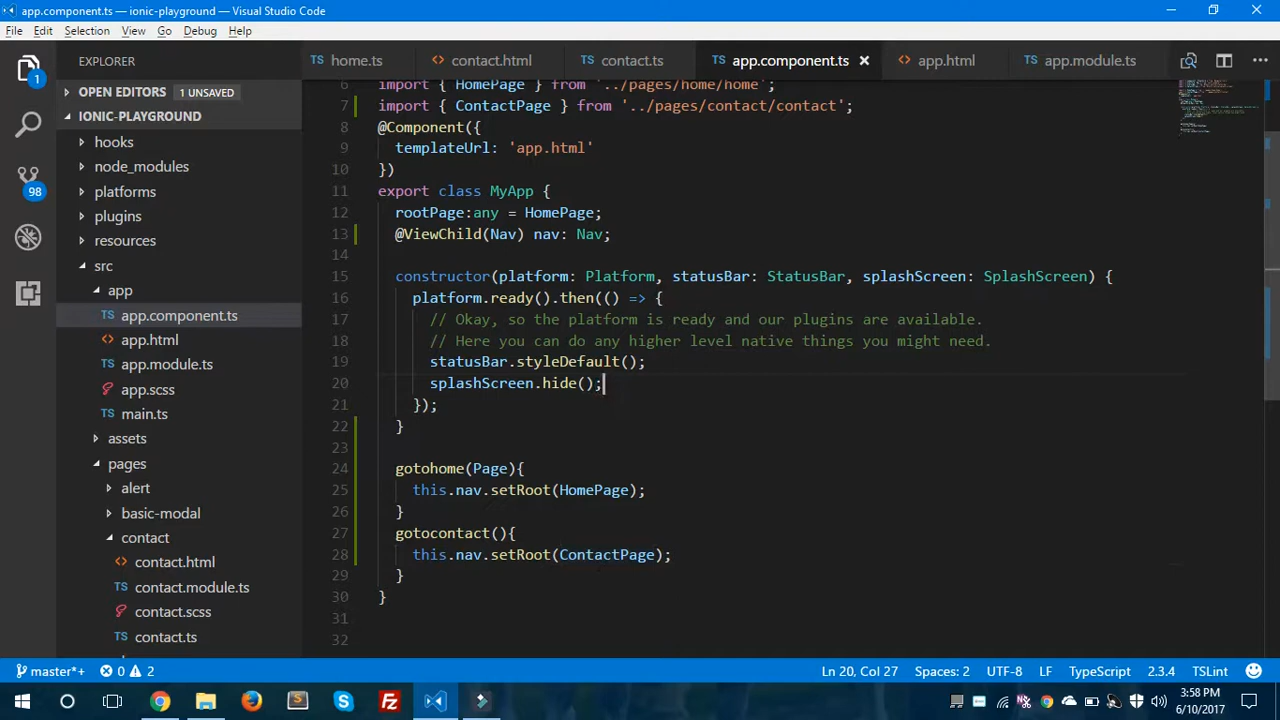 app.component.ts — ionic-playground — Visual Studio Code
File Edit Selection View Go Debug Help
EXPLORER
OPEN EDITORS 1 UNSAVED
IONIC-PLAYGROUND
hooks
node_modules
platforms
plugins
resources
src
app
TS app.component.ts
<> app.html
TS app.module.ts
app.scss
TS main.ts
assets
pages
alert
basic-modal
contact
<> contact.html
TS contact.module.ts
contact.scss
TS contact.ts
1
98
TS home.ts <> contact.html TS contact.ts TS app.component.ts <> app.html TS app.module.ts
6 import { HomePage } from '../pages/home/home';
7 import { ContactPage } from '../pages/contact/contact';
8 @Component({
9 templateUrl: 'app.html'
10 })
11 export class MyApp {
12 rootPage:any = HomePage;
13 @ViewChild(Nav) nav: Nav;
14
15 constructor(platform: Platform, statusBar: StatusBar, splashScreen: SplashScreen) {
16 platform.ready().then(() => {
17 // Okay, so the platform is ready and our plugins are available.
18 // Here you can do any higher level native things you might need.
19 statusBar.styleDefault();
20 splashScreen.hide();
21 });
22 }
23
24 gotohome(Page){
25 this.nav.setRoot(HomePage);
26 }
27 gotocontact(){
28 this.nav.setRoot(ContactPage);
29 }
30 }
31
32
master*+ 0 2 Ln 20, Col 27 Spaces: 2 UTF-8 LF TypeScript 2.3.4 TSLint
3:58 PM
6/10/2017